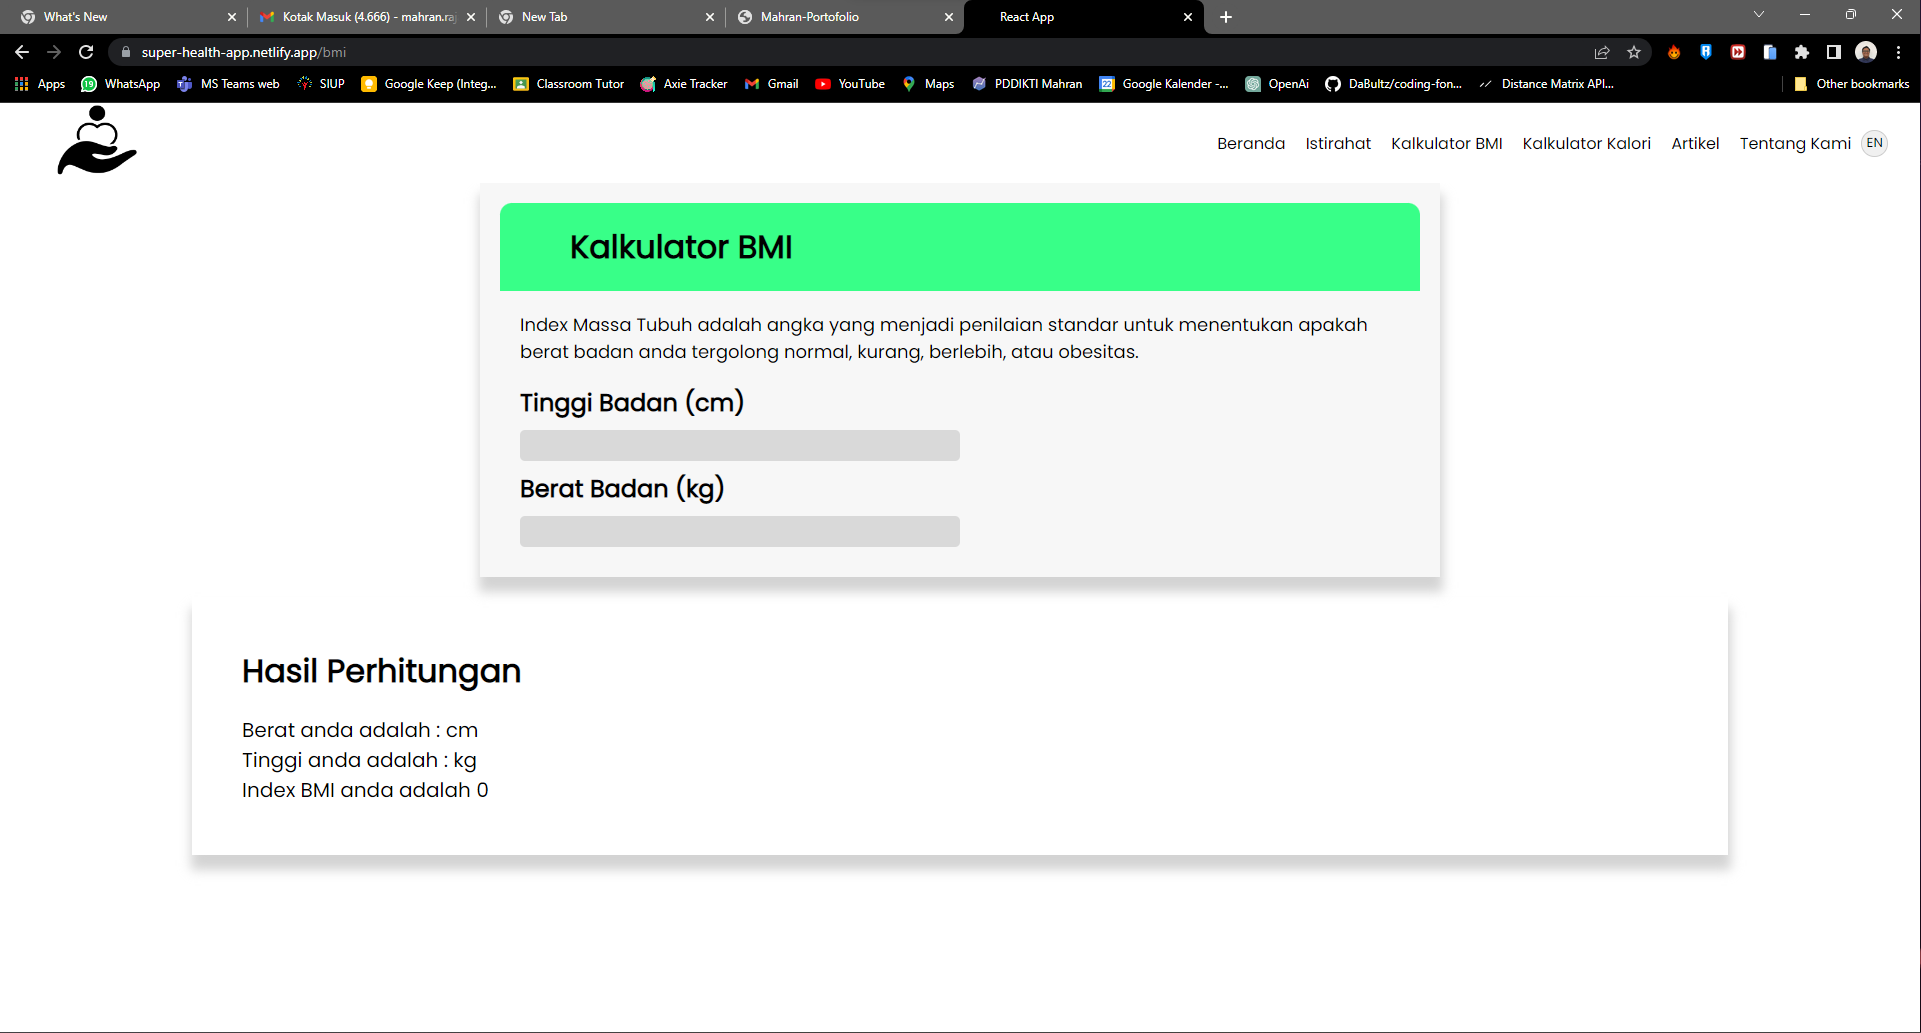 What's New
Kotak Masuk (4.666) - mahran.raj
New Tab
Mahran-Portofolio
React App
super-health-app.netlify.app/bmi
Apps
19
WhatsApp
MS Teams web
SIUP
Google Keep (Integ...
Classroom Tutor
Axie Tracker
Gmail
YouTube
Maps
PDDIKTI Mahran
22
Google Kalender -...
OpenAi
DaBultz/coding-fon...
Distance Matrix API...
Other bookmarks
Beranda
Istirahat
Kalkulator BMI
Kalkulator Kalori
Artikel
Tentang Kami
EN
Kalkulator BMI
Index Massa Tubuh adalah angka yang menjadi penilaian standar untuk menentukan apakah
berat badan anda tergolong normal, kurang, berlebih, atau obesitas.
Tinggi Badan (cm)
Berat Badan (kg)
Hasil Perhitungan
Berat anda adalah : cm
Tinggi anda adalah : kg
Index BMI anda adalah 0